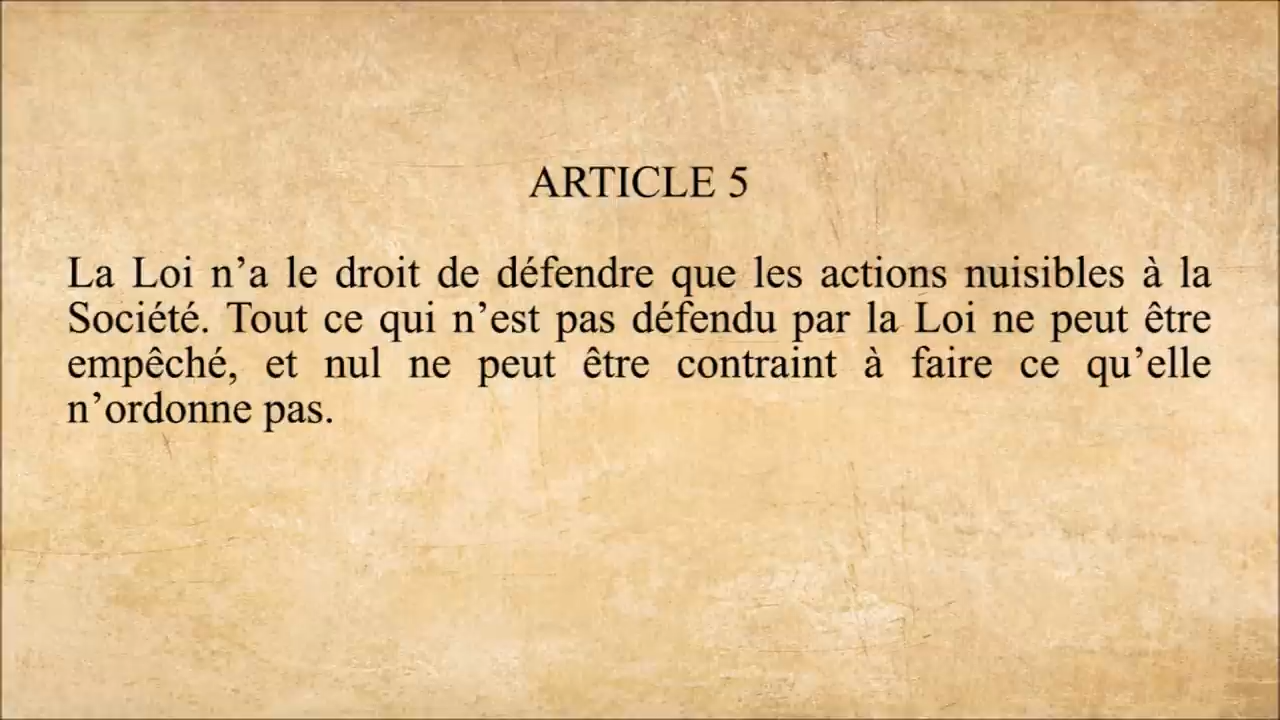 ARTICLE 5
La Loi n’a le droit de défendre que les actions nuisibles à la
Société. Tout ce qui n’est pas défendu par la Loi ne peut être
empêché, et nul ne peut être contraint à faire ce qu’elle
n’ordonne pas.